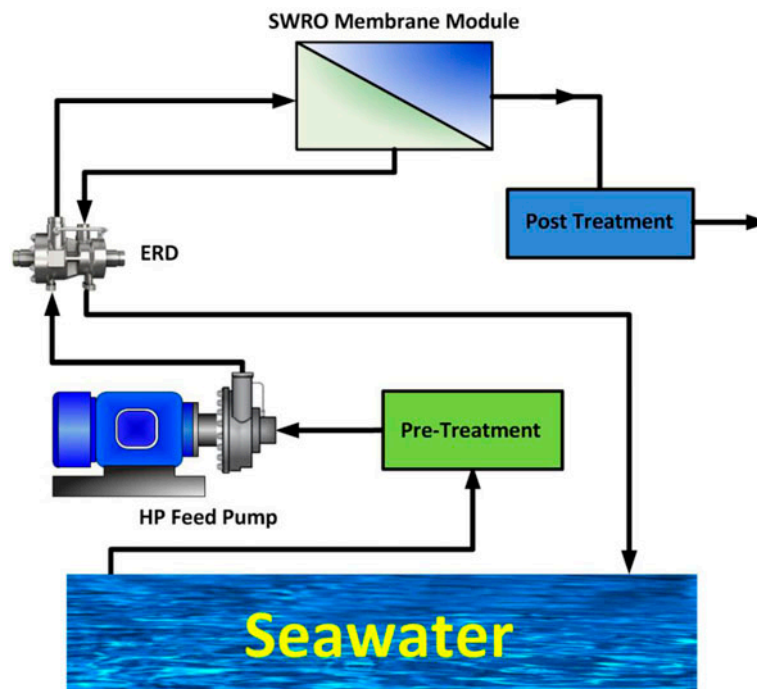 SWRO Membrane Module
Post Treatment
ERD
Pre-Treatment
HP Feed Pump
Seawater